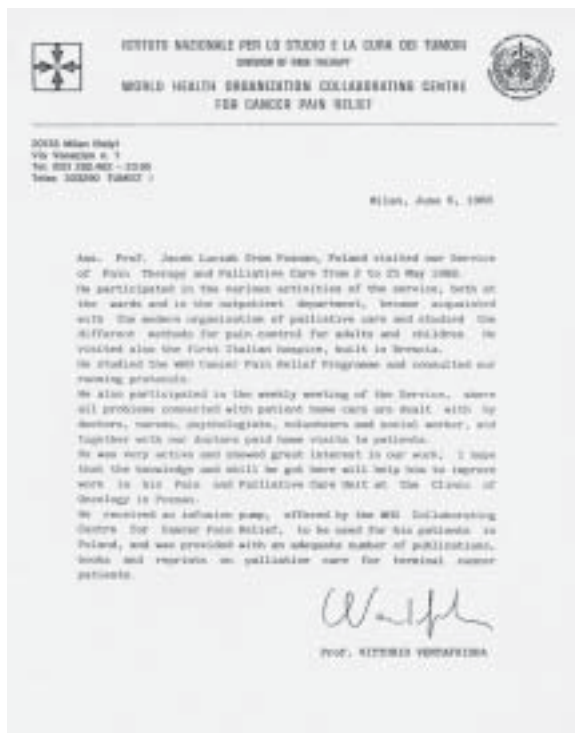 ISTITUTO NAZIONALE PER LO STUDIO E LA CURA DEI TUMORI
DIVISION OF PAIN THERAPY
WORLD HEALTH ORGANIZATION COLLABORATING CENTRE
FOR CANCER PAIN RELIEF
20133 Milan (Italy)
Via Venezian n. 1
Milan, June
Ass. Prof. Jacek Luczak from Poznan, Poland visited our Service
of Pain Therapy and Palliative Care from 2 to 25 May
He participated in the various activities of the service, both at
the wards and in the outpatient department, became acquainted
with the modern organization of palliative care and studied the
different methods for pain control for adults and children. He
visited also the first Italian hospice, built in Brescia.
He studied the WHO Cancer Pain Relief Programme and consulted our
running protocols.
He also participated in the weekly meeting of the Service, where
all problems connected with patient home care are dealt with by
doctors, nurses, psychologists, volunteers and social worker, and
together with our doctors paid home visits to patients.
He was very active and showed great interest in our work, I hope
that the knowledge and skill he got here will help him to improve
work in his Pain and Palliative Care Unit at The Clinic of
Oncology in Poznan.
He received an infusion pump, offered by the WHO Collaborating
Centre for Cancer Pain Relief, to be used for his patients in
Poland, and was provided with an adequate number of publications,
books and reprints on palliative care for terminal cancer
patients.
Prof. VITTORIO VENTAFRIDDA